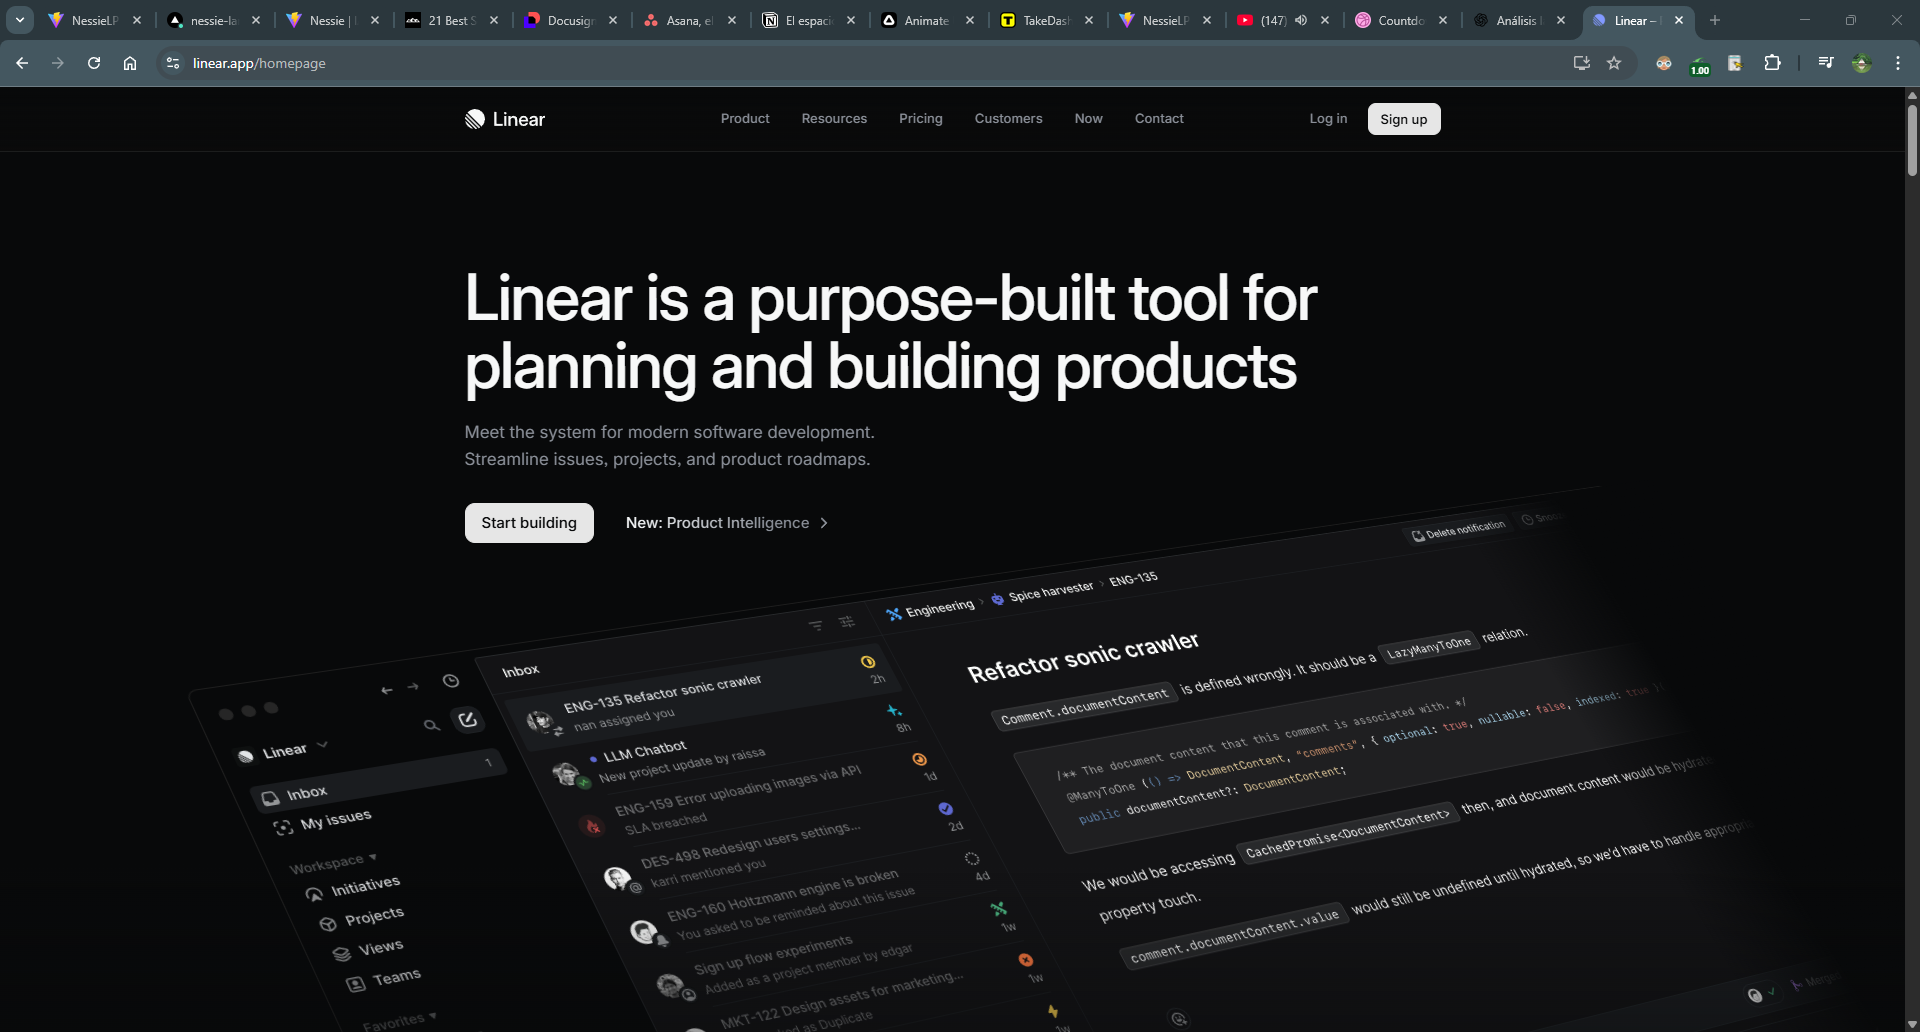 NessieLP
nessie-la
Nessie | L
21 Best S
Docusign
Asana, el
El espaci
Animate
TakeDash
NessieLP
(147)
Countdo
Análisis l
Linear –
linear.app/homepage
1.00
Linear
Product
Resources
Pricing
Customers
Now
Contact
Log in
Sign up
Linear is a purpose-built tool for
planning and building products
Meet the system for modern software development.
Streamline issues, projects, and product roadmaps.
Start building
New: Product Intelligence
Linear
Inbox
1
My issues
Workspace
Initiatives
Projects
Views
Teams
Favorites
Inbox
ENG-135 Refactor sonic crawler
nan assigned you
2h
LLM Chatbot
New project update by raissa
8h
ENG-159 Error uploading images via API
SLA breached
1d
DES-498 Redesign users settings...
karri mentioned you
2d
ENG-160 Holtzmann engine is broken
You asked to be reminded about this issue
4d
Sign up flow experiments
Added as a project member by edgar
1w
MKT-122 Design assets for marketing...
as Duplicate
1w
Engineering › Spice harvester › ENG-135
Delete notification
Refactor sonic crawler
Comment.documentContent is defined wrongly. It should be a LazyManyToOne relation.
/** The document content that this comment is associated with. */
@ManyToOne (() => DocumentContent, "comments", { optional: true, nullable: false, indexed: true })
public documentContent?: DocumentContent;
We would be accessing CachedPromise<DocumentContent> then, and document content would be hydrate
property touch.
comment.documentContent.value would still be undefined until hydrated, so we'd have to handle appropr